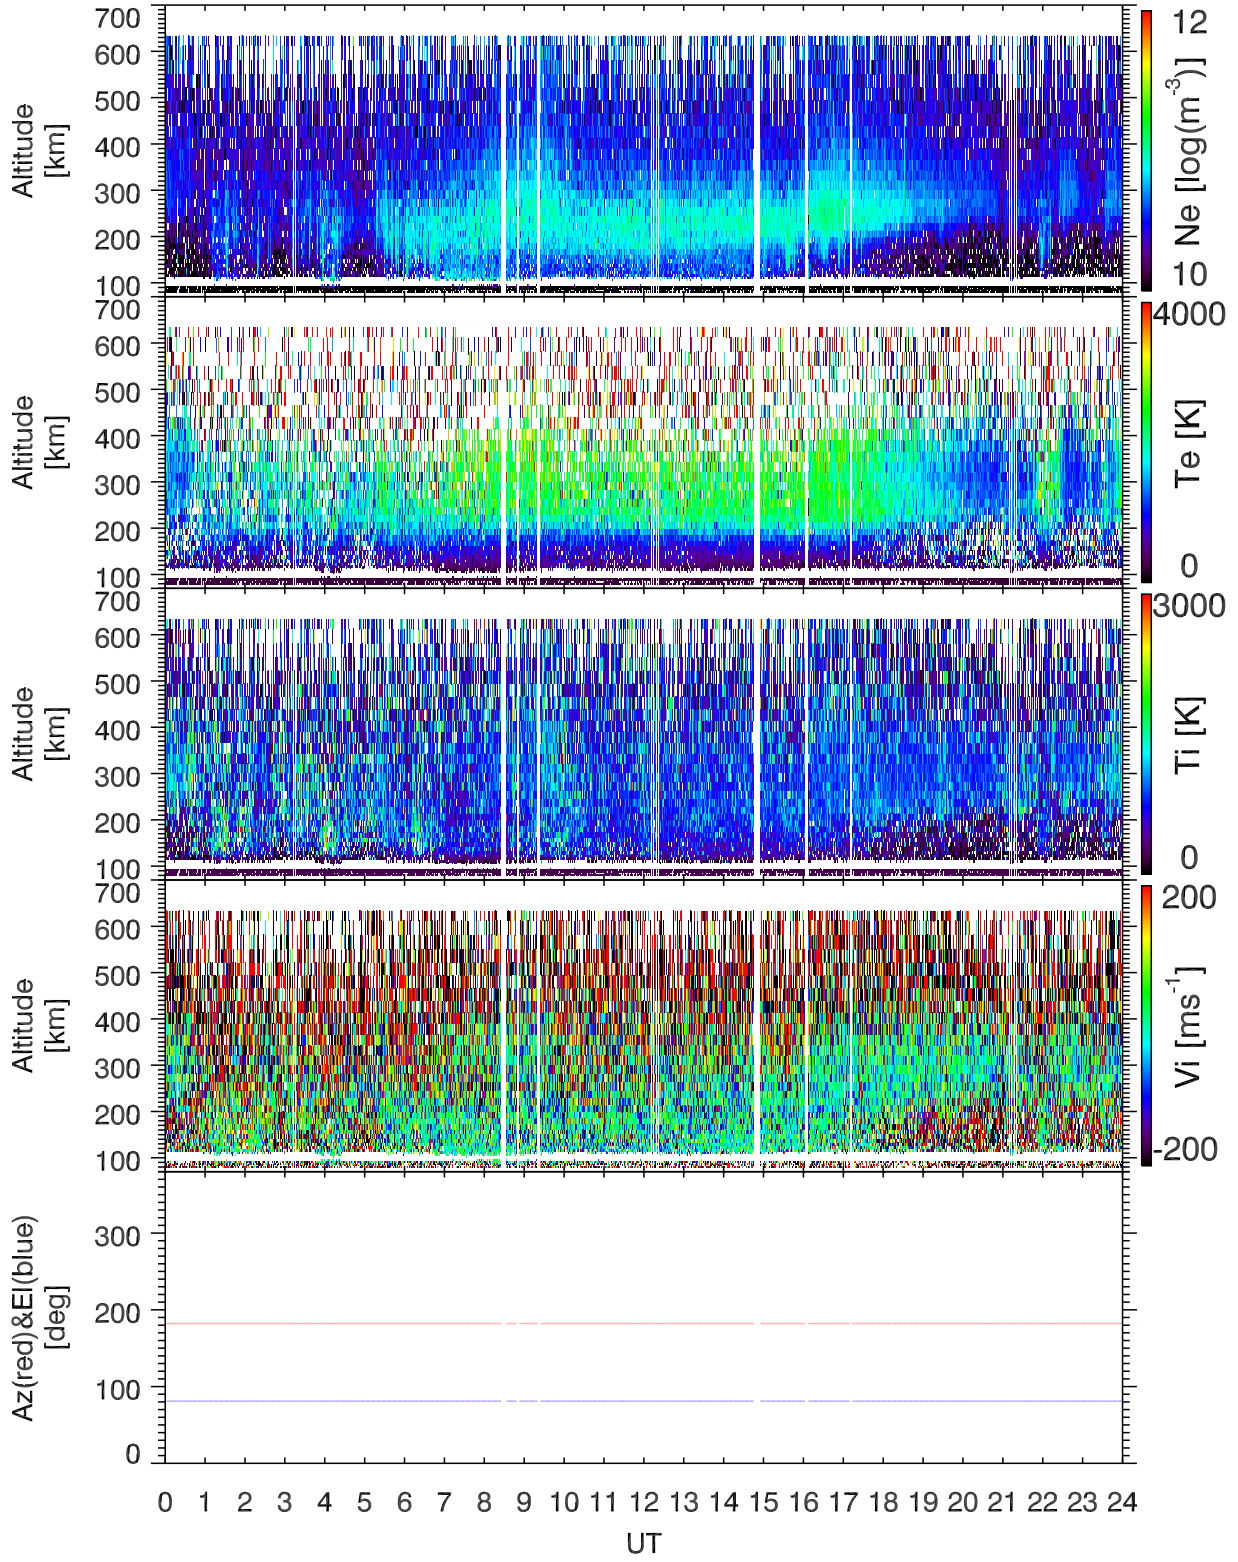 700
600
500
400
300
200
100
Altitude
[km]
12
Ne [log(m⁻³)]
10
700
600
500
400
300
200
100
Altitude
[km]
4000
Te [K]
0
700
600
500
400
300
200
100
Altitude
[km]
3000
Ti [K]
0
700
600
500
400
300
200
100
Altitude
[km]
200
Vi [ms⁻¹]
-200
300
200
100
0
Az(red)&El(blue)
[deg]
0 1 2 3 4 5 6 7 8 9 10 11 12 13 14 15 16 17 18 19 20 21 22 23 24
UT